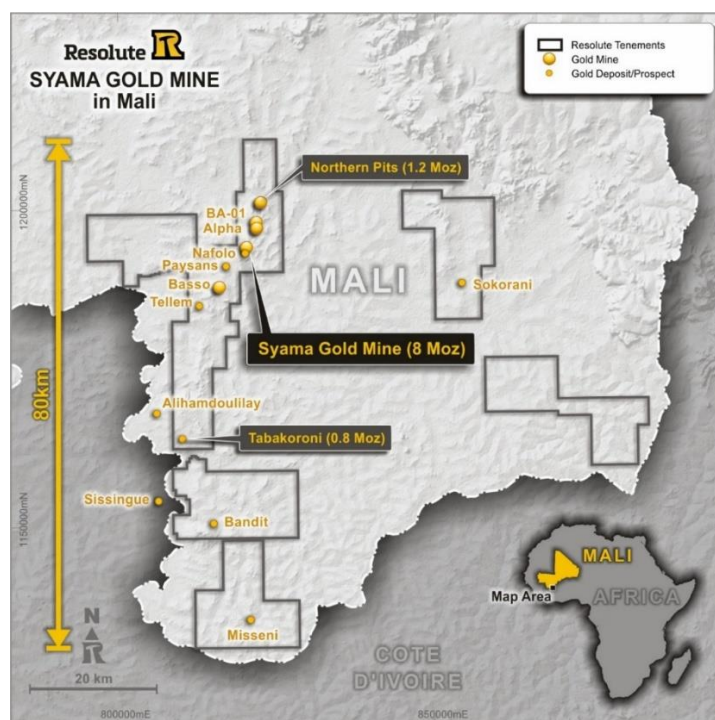 Resolute R
SYAMA GOLD MINE
in Mali
Resolute Tenements
Gold Mine
Gold Deposit/Prospect
Northern Pits (1.2 Moz)
1200000mN
BA-01
Alpha
Nafolo
Paysans
Basso
Tellem
MALI
Sokorani
Syama Gold Mine (8 Moz)
80km
Alihamdoulilay
Tabakoroni (0.8 Moz)
Sissingue
Bandit
1150000mN
MALI
Map Area
AFRICA
N
R
Misseni
COTE
D'IVOIRE
20 km
800000mE
850000mE